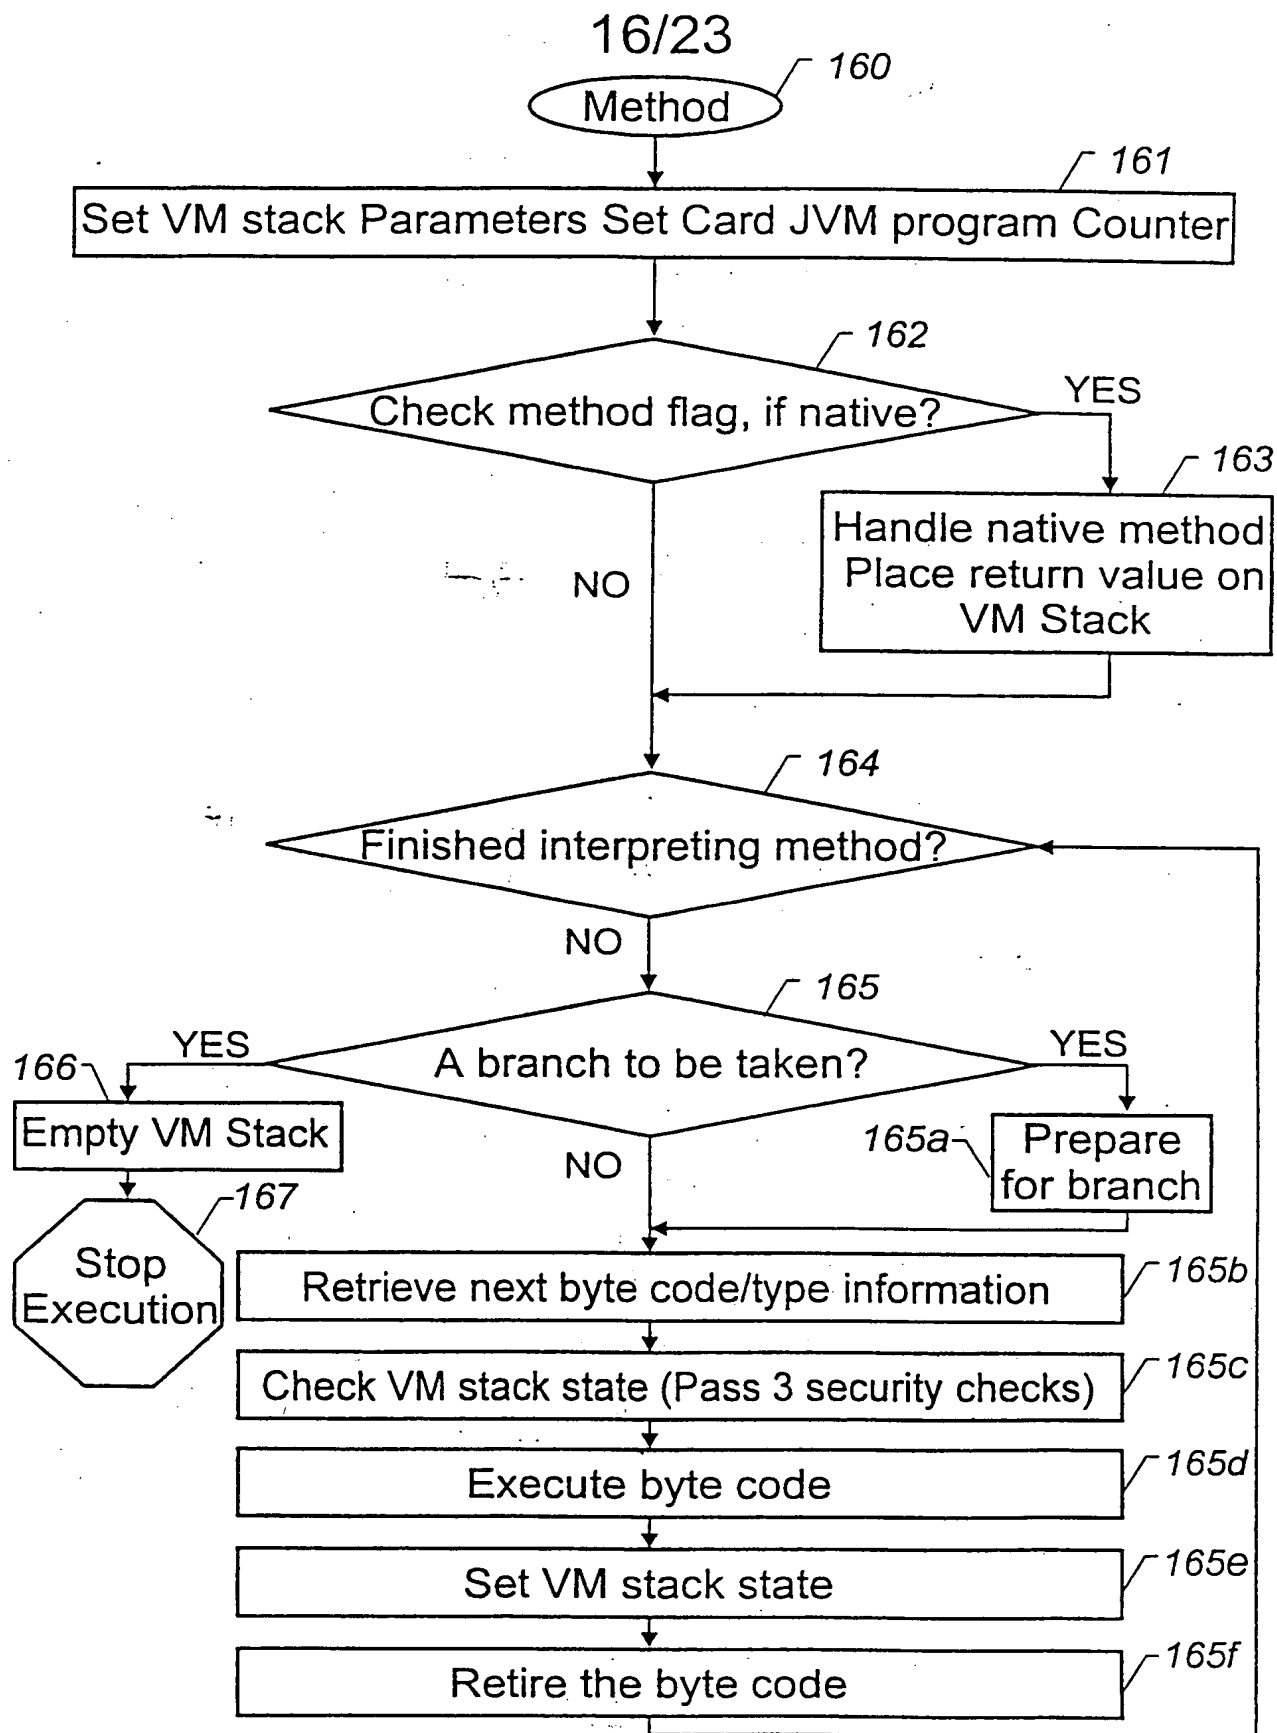 16/23
160
Method
161
Set VM stack Parameters Set Card JVM program Counter
162
Check method flag, if native?
YES
163
Handle native method
Place return value on
VM Stack
NO
164
Finished interpreting method?
NO
165
YES
A branch to be taken?
YES
166
Empty VM Stack
NO
165a
Prepare
for branch
167
Stop
Execution
Retrieve next byte code/type information
165b
Check VM stack state (Pass 3 security checks)
165c
Execute byte code
165d
Set VM stack state
165e
Retire the byte code
165f